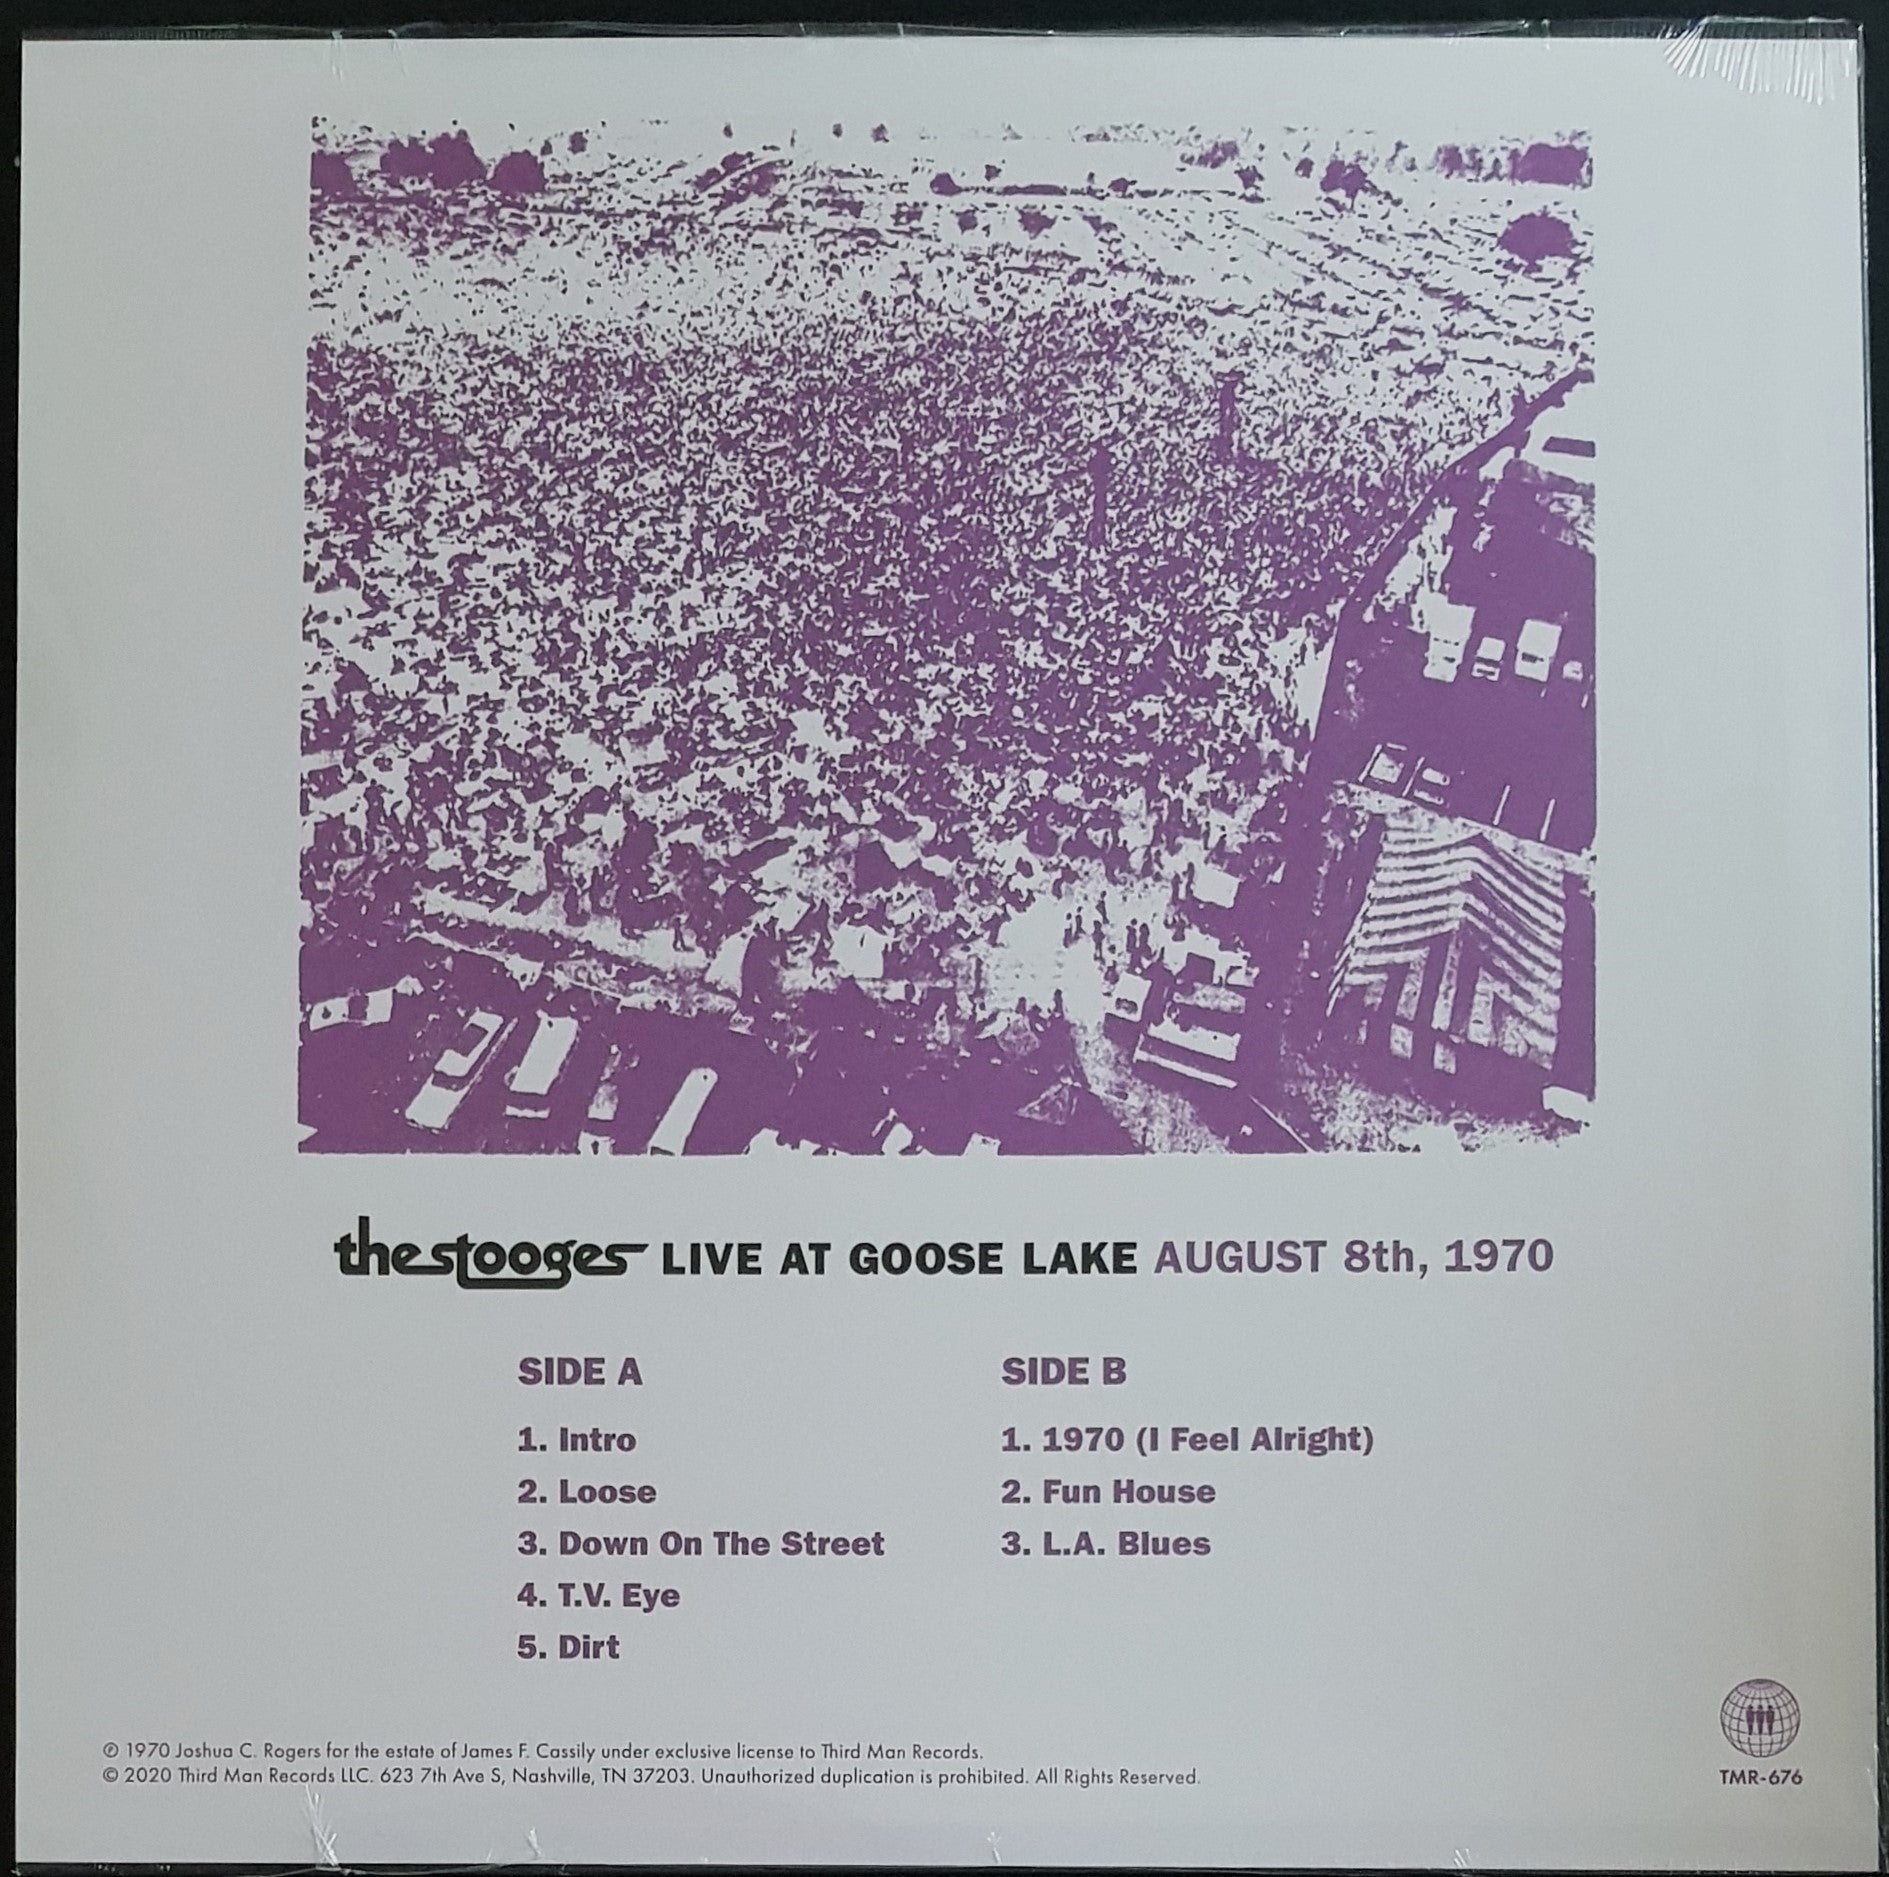 thestooges LIVE AT GOOSE LAKE AUGUST 8th, 1970
SIDE A
1. Intro
2. Loose
3. Down On The Street
4. T.V. Eye
5. Dirt
SIDE B
1. 1970 (I Feel Alright)
2. Fun House
3. L.A. Blues
℗ 1970 Joshua C. Rogers for the estate of James F. Cassily under exclusive license to Third Man Records.
© 2020 Third Man Records LLC. 623 7th Ave S, Nashville, TN 37203. Unauthorized duplication is prohibited. All Rights Reserved.
TMR-676